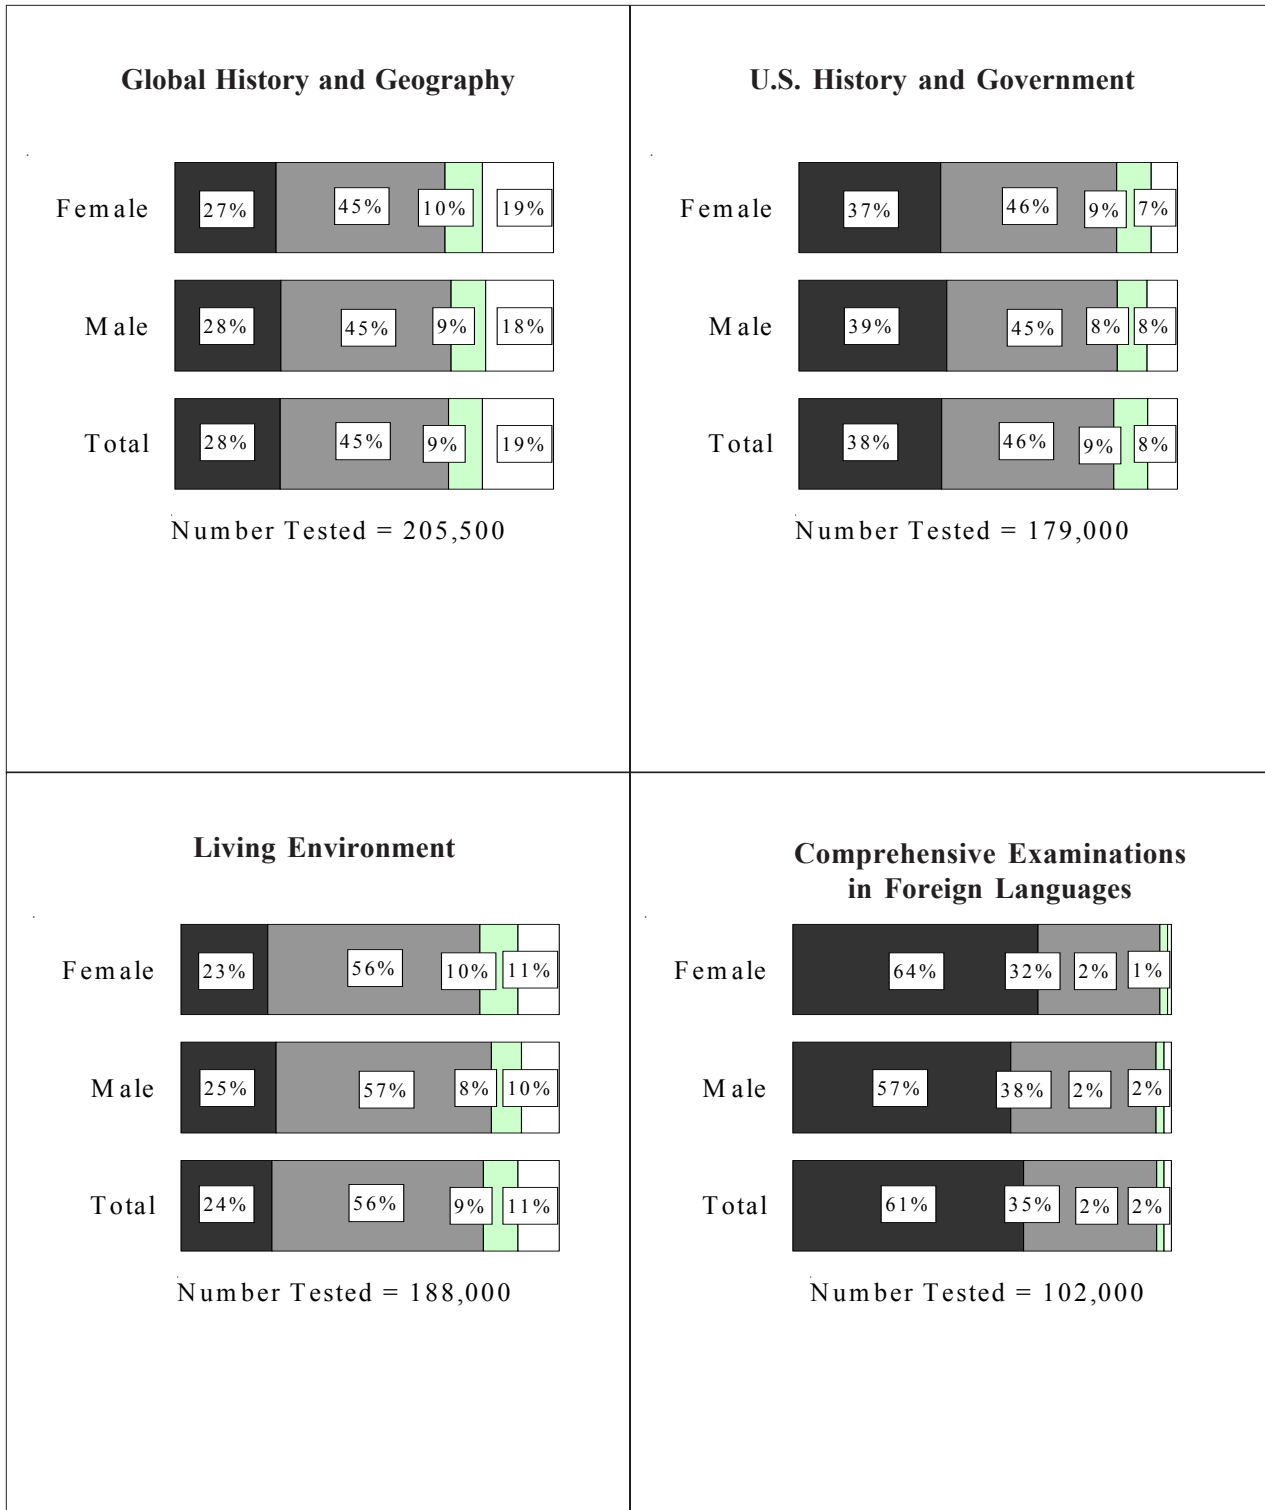 Global History and Geography
Female 27% 45% 10% 19%
Male 28% 45% 9% 18%
Total 28% 45% 9% 19%
Number Tested = 205,500
U.S. History and Government
Female 37% 46% 9% 7%
Male 39% 45% 8% 8%
Total 38% 46% 9% 8%
Number Tested = 179,000
Living Environment
Female 23% 56% 10% 11%
Male 25% 57% 8% 10%
Total 24% 56% 9% 11%
Number Tested = 188,000
Comprehensive Examinations
in Foreign Languages
Female 64% 32% 2% 1%
Male 57% 38% 2% 2%
Total 61% 35% 2% 2%
Number Tested = 102,000